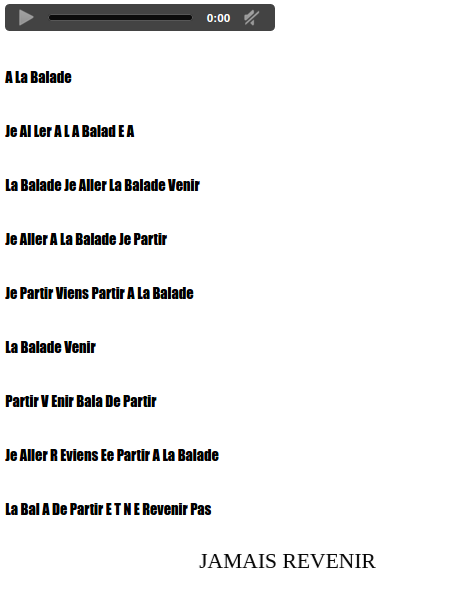 0:00
A La Balade
Je Al Ler A L A Balad E A
La Balade Je Aller La Balade Venir
Je Aller A La Balade Je Partir
Je Partir Viens Partir A La Balade
La Balade Venir
Partir V Enir Bala De Partir
Je Aller R Eviens Ee Partir A La Balade
La Bal A De Partir E T N E Revenir Pas
JAMAIS REVENIR